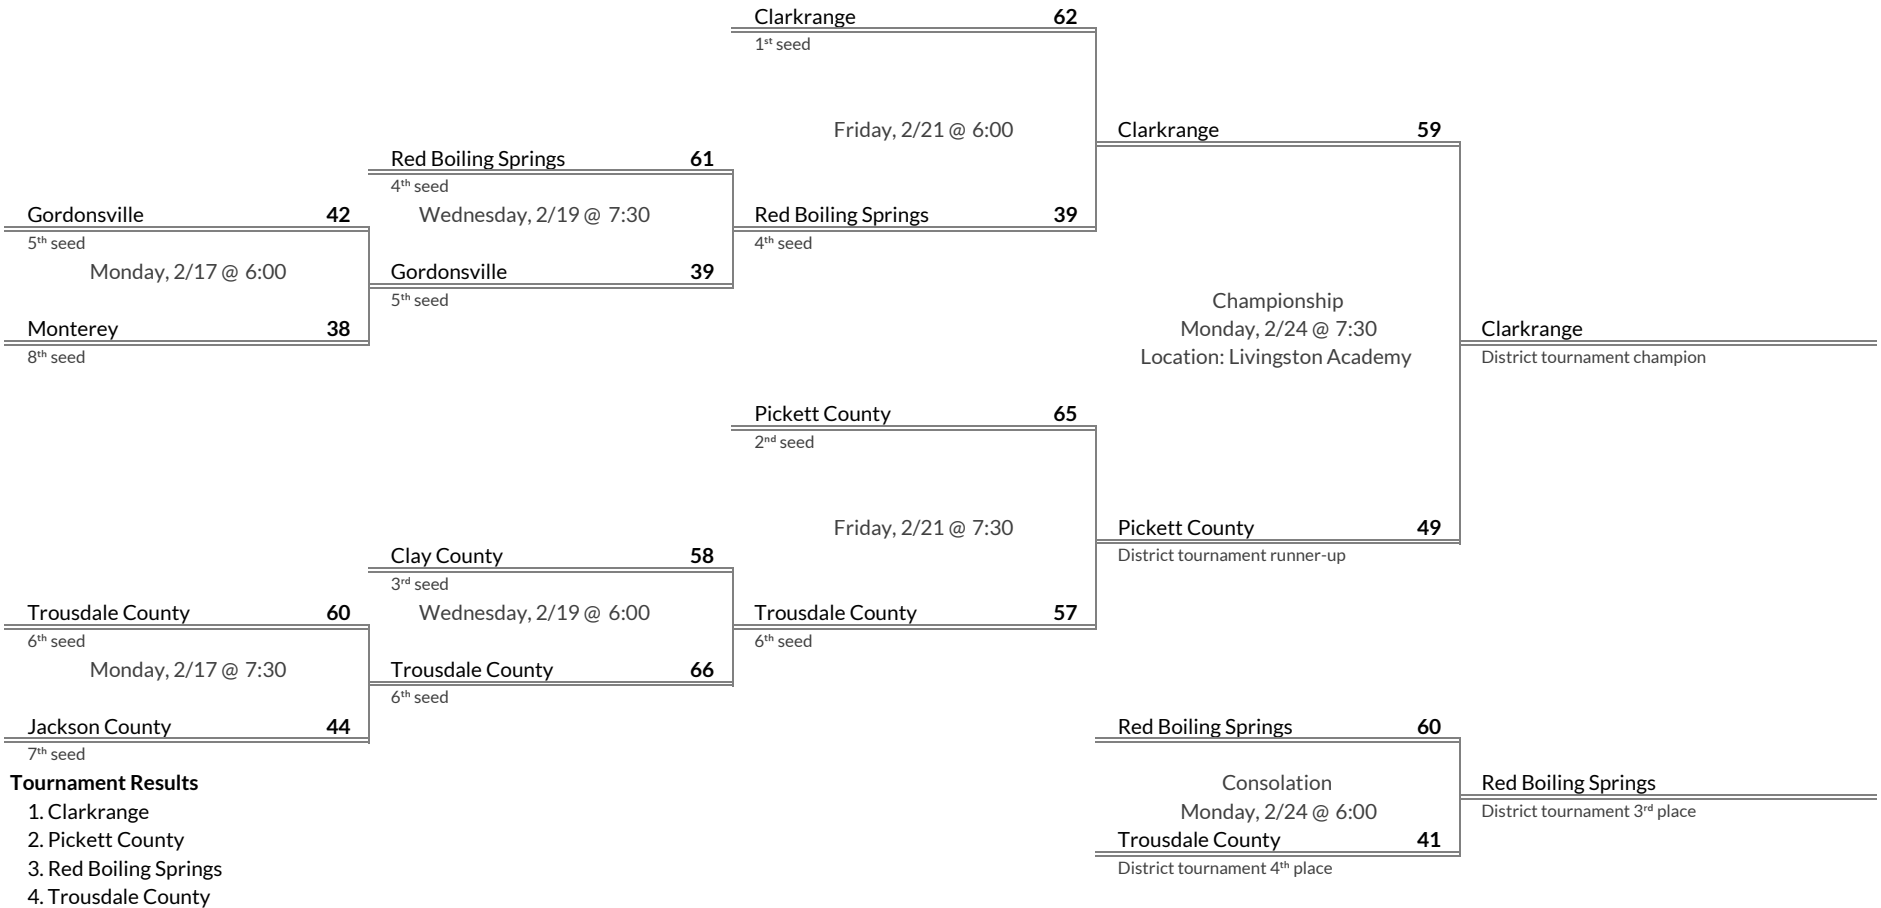 Clarkrange 62
1st seed
Friday, 2/21 @ 6:00
Clarkrange 59
Red Boiling Springs 61
4th seed
Gordonsville 42
Wednesday, 2/19 @ 7:30
Red Boiling Springs 39
5th seed
4th seed
Monday, 2/17 @ 6:00
Gordonsville 39
5th seed
Championship
Monterey 38
Monday, 2/24 @ 7:30
Clarkrange
8th seed
Location: Livingston Academy
District tournament champion
Pickett County 65
2nd seed
Friday, 2/21 @ 7:30
Pickett County 49
Clay County 58
District tournament runner-up
3rd seed
Trousdale County 60
Wednesday, 2/19 @ 6:00
Trousdale County 57
6th seed
6th seed
Monday, 2/17 @ 7:30
Trousdale County 66
6th seed
Jackson County 44
Red Boiling Springs 60
7th seed
Tournament Results
Consolation
Red Boiling Springs
1. Clarkrange
Monday, 2/24 @ 6:00
District tournament 3rd place
2. Pickett County
Trousdale County 41
3. Red Boiling Springs
District tournament 4th place
4. Trousdale County